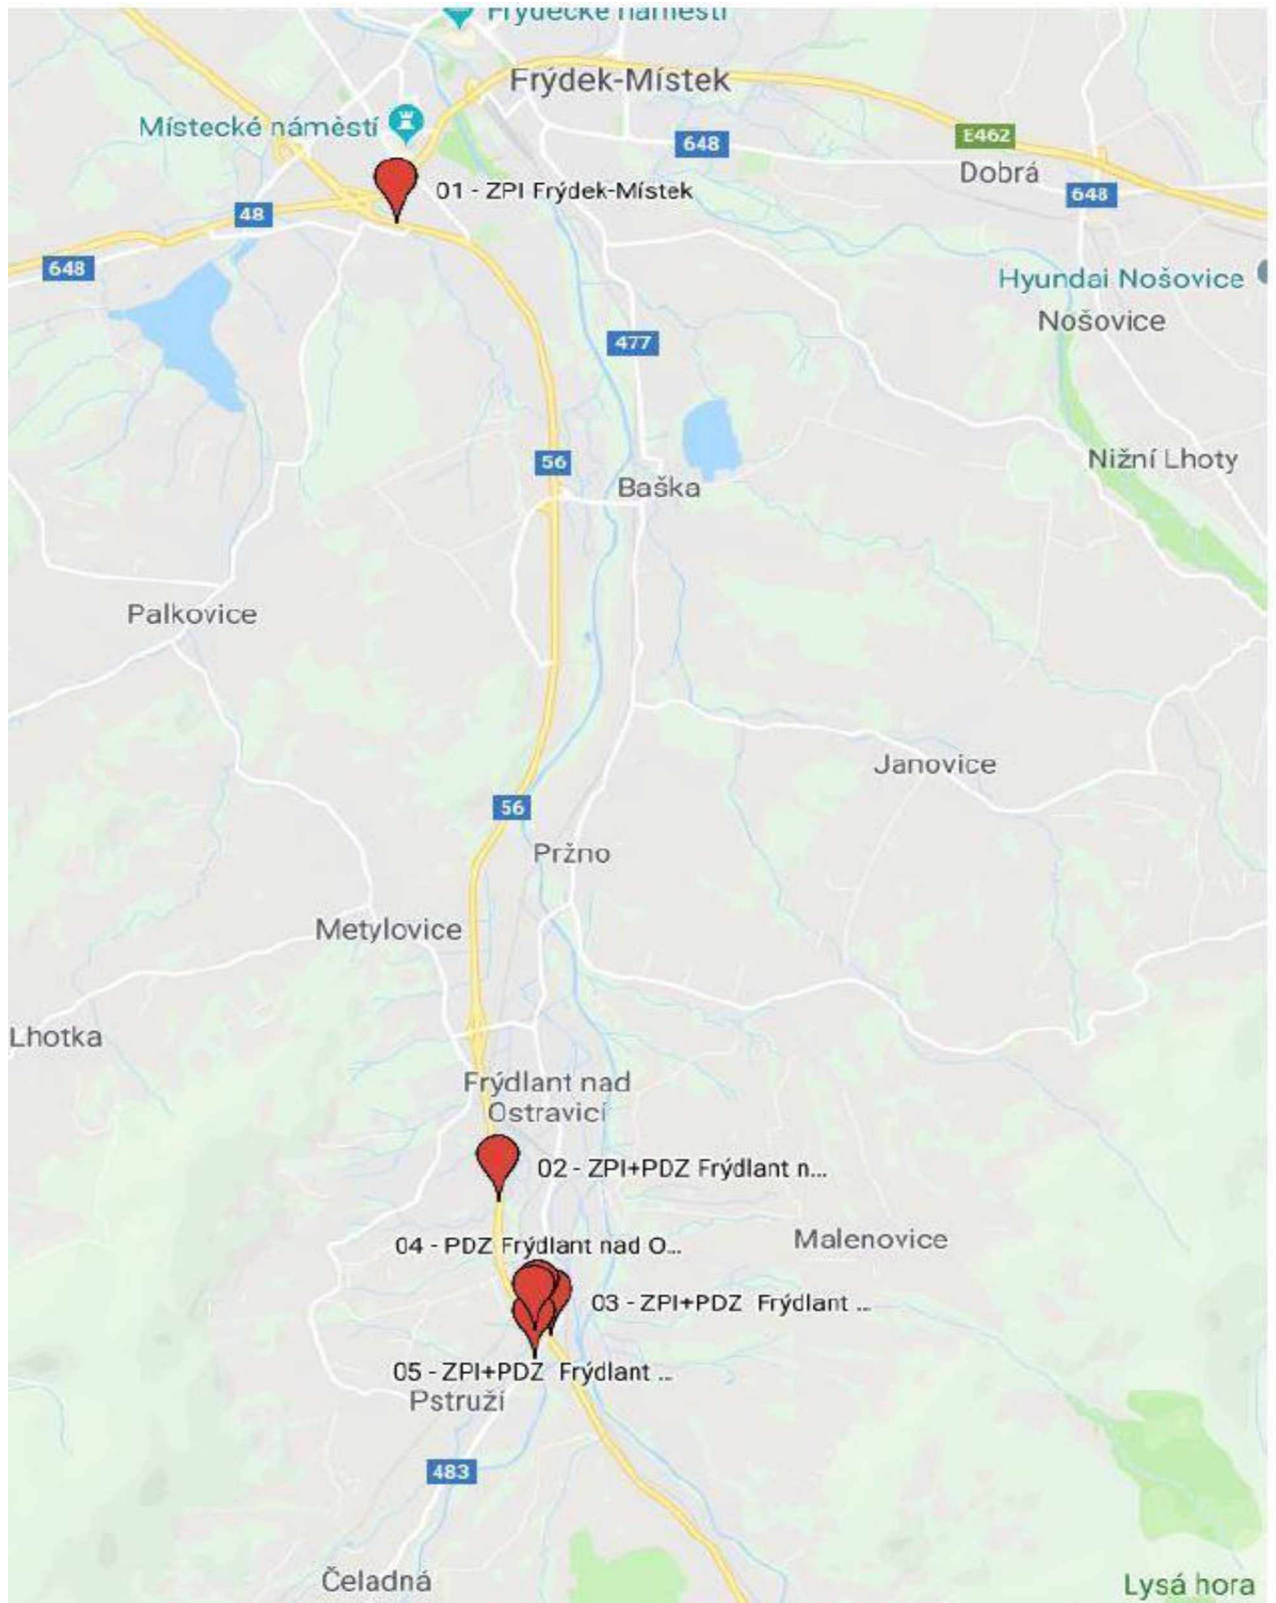 Frýdecké náměstí
Frýdek-Místek
Místecké náměstí
E462
648
Dobrá
01 - ZPI Frýdek-Místek
648
48
648
Hyundai Nošovice
Nošovice
477
56
Nižní Lhoty
Baška
Palkovice
Janovice
56
Pržno
Metylovice
Lhotka
Frýdlant nad
Ostravicí
02 - ZPI+PDZ Frýdlant n...
Malenovice
04 - PDZ Frýdlant nad O...
03 - ZPI+PDZ Frýdlant ...
05 - ZPI+PDZ Frýdlant ...
Pstruží
483
Čeladná
Lysá hora